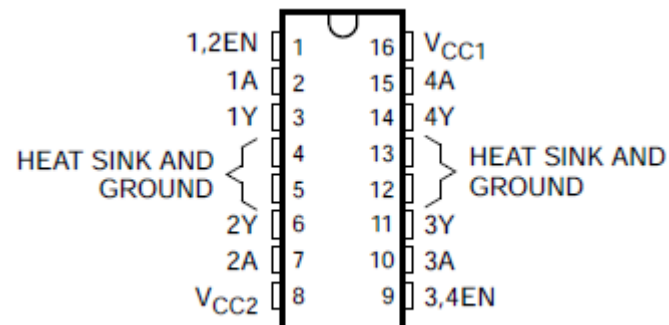 1,2EN 1 16 VCC1
1A 2 15 4A
1Y 3 14 4Y
HEAT SINK AND GROUND 4 13 HEAT SINK AND GROUND
5 12
2Y 6 11 3Y
2A 7 10 3A
VCC2 8 9 3,4EN